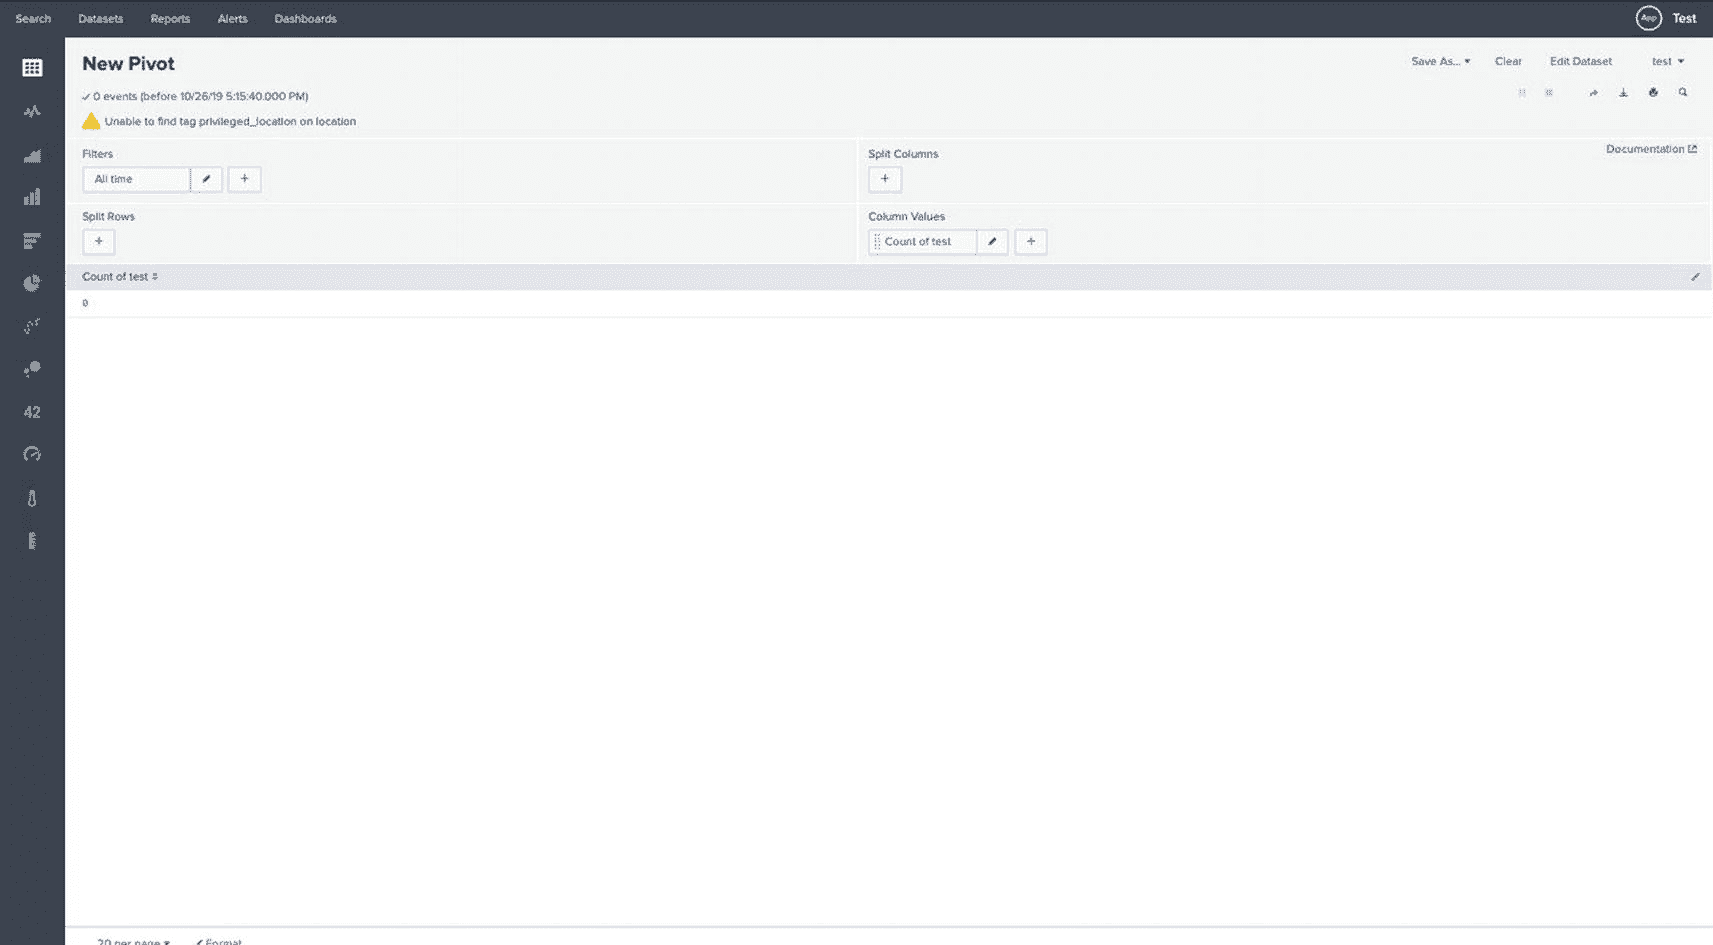 Search Datasets Reports Alerts Dashboards App Test
New Pivot Save As... Clear Edit Dataset test
0 events (before 10/26/19 5:15:40.000 PM)
Unable to find tag privileged_location on location
Filters Split Columns Documentation
All time + +
Split Rows Column Values
+ Count of test +
Count of test
0
42
20 per page Format